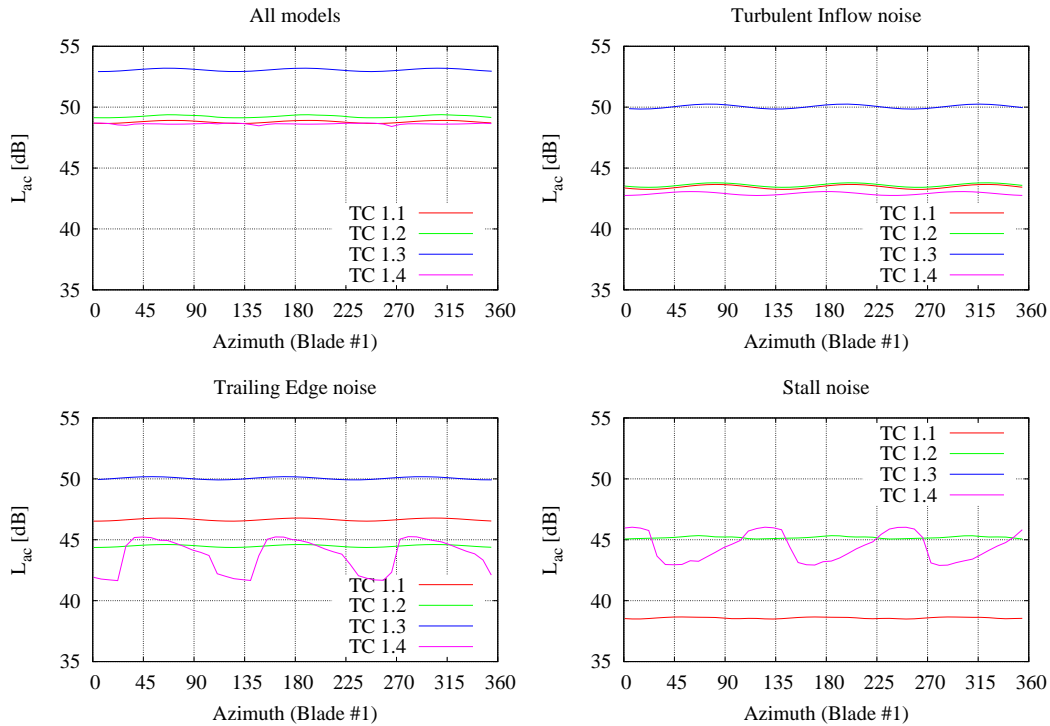 All models
55
50
45
40
35
L_ac [dB]
TC 1.1
TC 1.2
TC 1.3
TC 1.4
0 45 90 135 180 225 270 315 360
Azimuth (Blade #1)
Turbulent Inflow noise
55
50
45
40
35
L_ac [dB]
TC 1.1
TC 1.2
TC 1.3
TC 1.4
0 45 90 135 180 225 270 315 360
Azimuth (Blade #1)
Trailing Edge noise
55
50
45
40
35
L_ac [dB]
TC 1.1
TC 1.2
TC 1.3
TC 1.4
0 45 90 135 180 225 270 315 360
Azimuth (Blade #1)
Stall noise
55
50
45
40
35
L_ac [dB]
TC 1.1
TC 1.2
TC 1.3
TC 1.4
0 45 90 135 180 225 270 315 360
Azimuth (Blade #1)